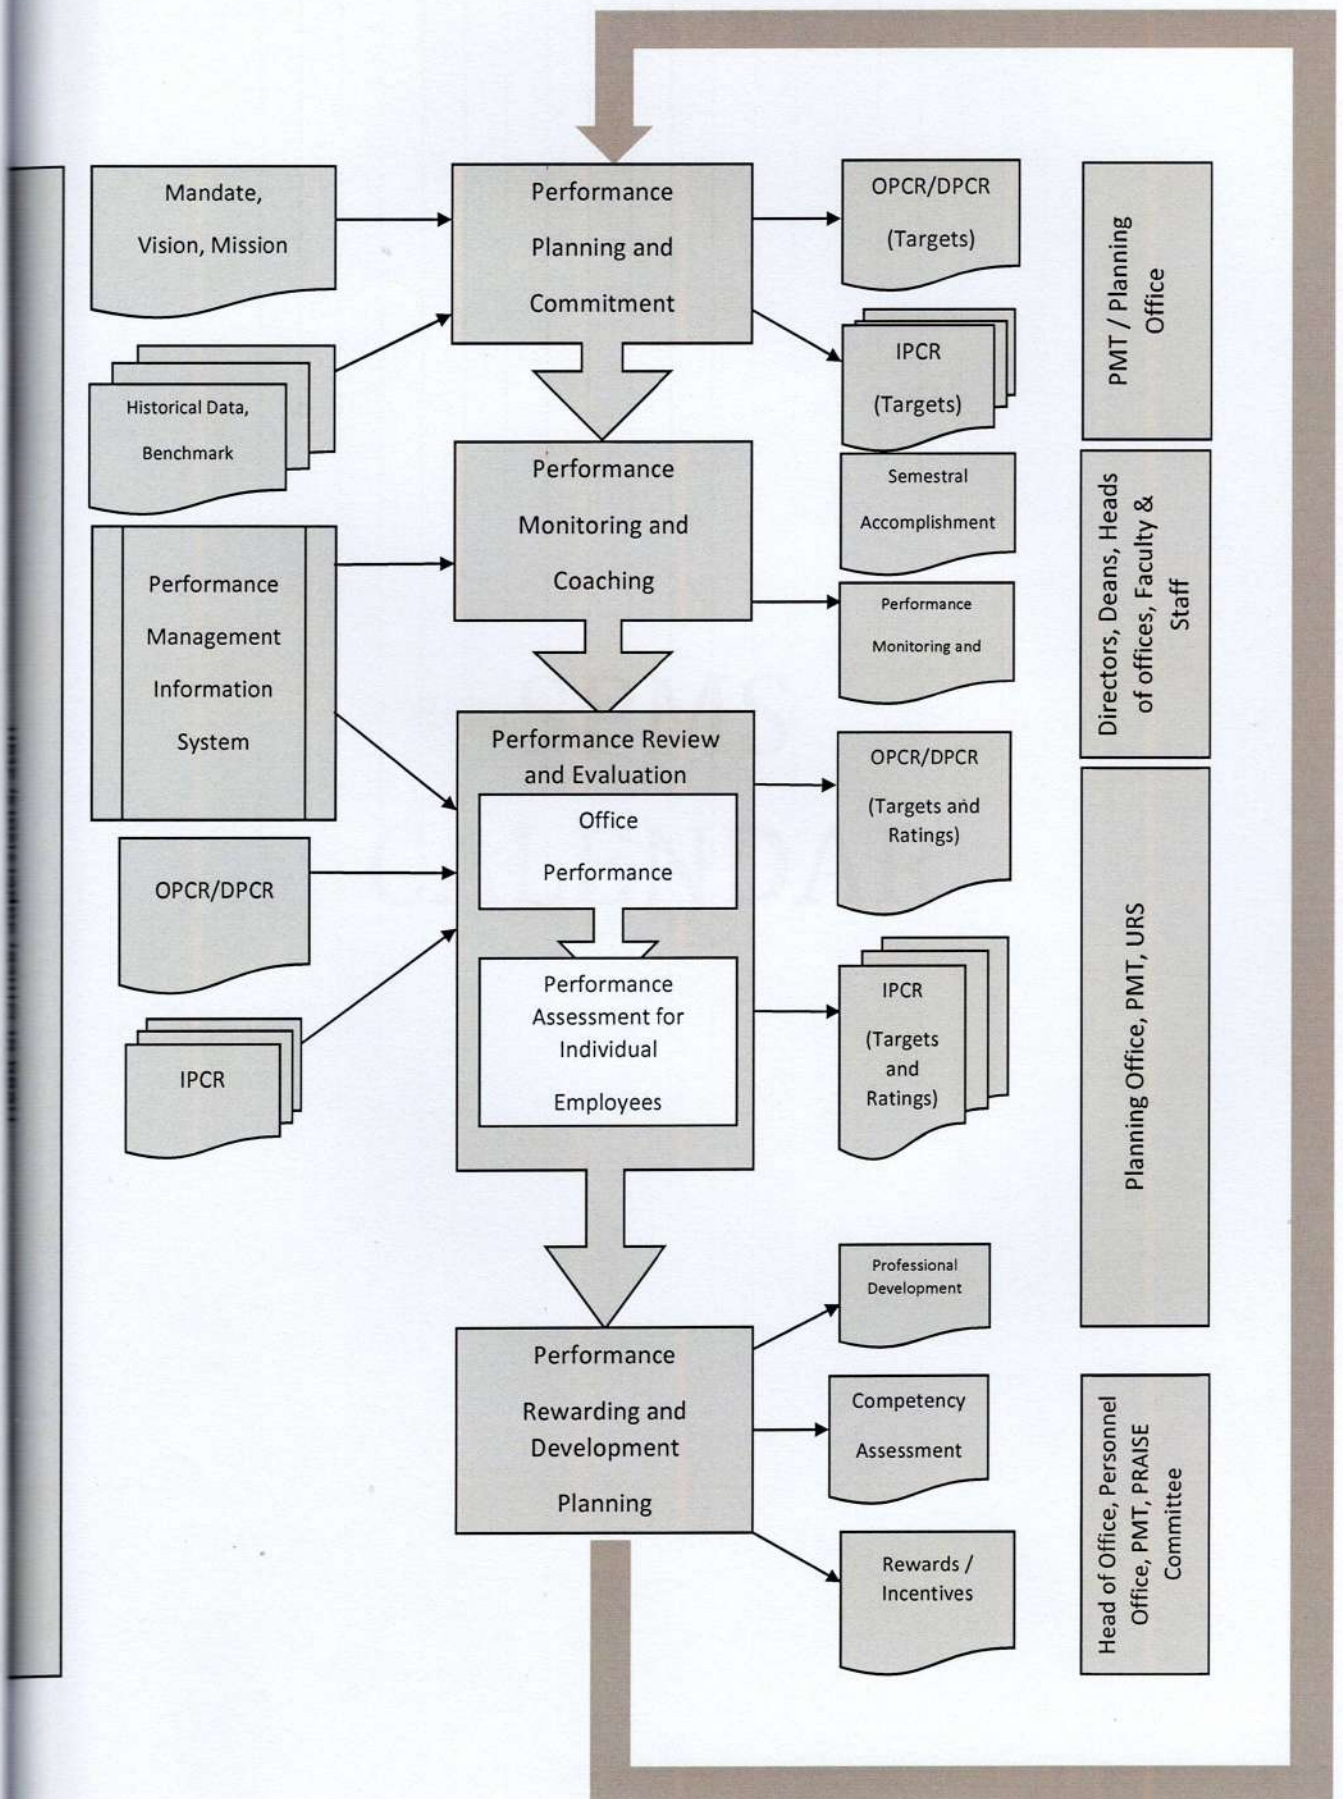 Mandate,
Vision, Mission
Historical Data,
Benchmark
Performance
Management
Information
System
OPCR/DPCR
IPCR
Performance
Planning and
Commitment
Performance
Monitoring and
Coaching
Performance Review
and Evaluation
Office
Performance
Performance
Assessment for
Individual
Employees
Performance
Rewarding and
Development
Planning
OPCR/DPCR
(Targets)
IPCR
(Targets)
Semestral
Accomplishment
Performance
Monitoring and
OPCR/DPCR
(Targets and
Ratings)
IPCR
(Targets
and
Ratings)
Professional
Development
Competency
Assessment
Rewards /
Incentives
PMT / Planning
Office
Directors, Deans, Heads
of offices, Faculty &
Staff
Planning Office, PMT, URS
Head of Office, Personnel
Office, PMT, PRAISE
Committee